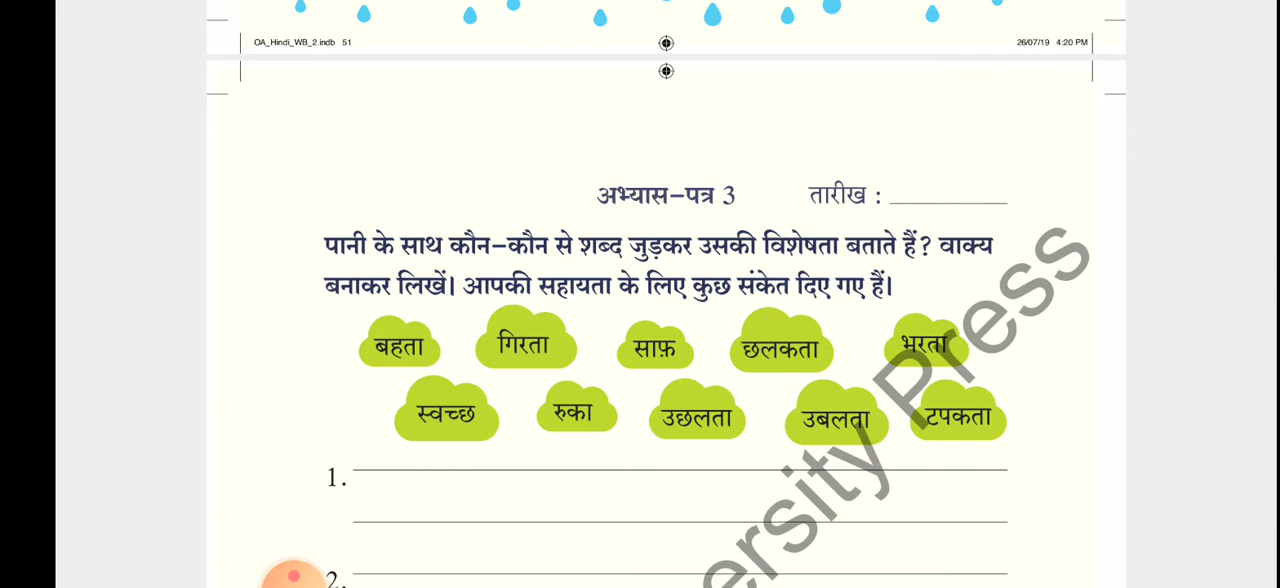 OA_Hindi_WB_2.indb 51
26/07/19 4:20 PM
अभ्यास-पत्र 3 तारीख :
पानी के साथ कौन-कौन से शब्द जुड़कर उसकी विशेषता बताते हैं? वाक्य
बनाकर लिखें। आपकी सहायता के लिए कुछ संकेत दिए गए हैं।
बहता गिरता साफ़ छलकता भरता
स्वच्छ रुका उछलता उबलता टपकता
1.
2.
ersity Press